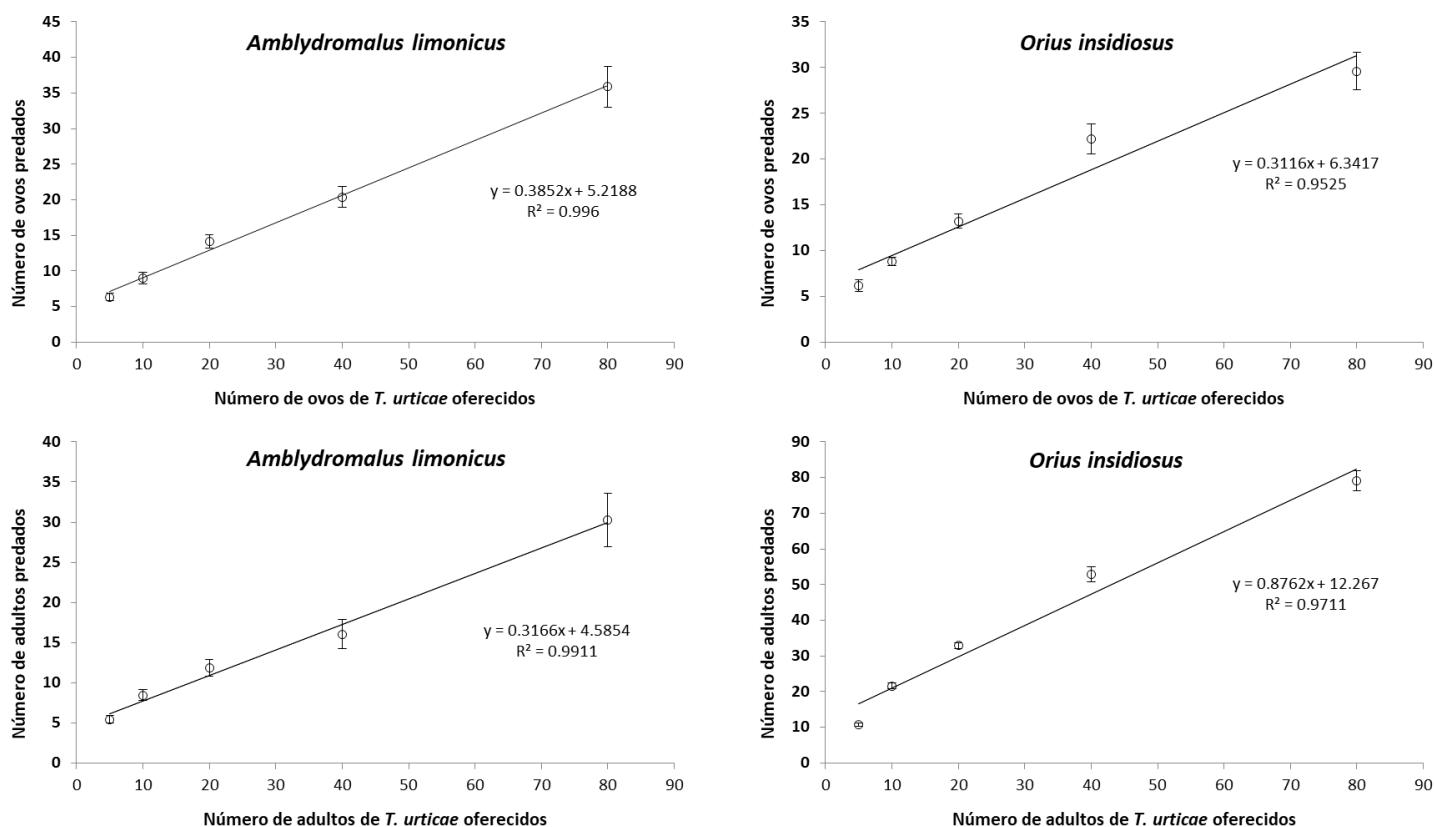 Amblydromalus limonicus
Número de ovos predados
45
40
35
30
25
20
15
10
5
0
y = 0.3852x + 5.2188
R² = 0.996
0 10 20 30 40 50 60 70 80 90
Número de ovos de T. urticae oferecidos
Orius insidiosus
Número de ovos predados
35
30
25
20
15
10
5
0
y = 0.3116x + 6.3417
R² = 0.9525
0 10 20 30 40 50 60 70 80 90
Número de ovos de T. urticae oferecidos
Amblydromalus limonicus
Número de adultos predados
40
35
30
25
20
15
10
5
0
y = 0.3166x + 4.5854
R² = 0.9911
0 10 20 30 40 50 60 70 80 90
Número de adultos de T. urticae oferecidos
Orius insidiosus
Número de adultos predados
90
80
70
60
50
40
30
20
10
0
y = 0.8762x + 12.267
R² = 0.9711
0 10 20 30 40 50 60 70 80 90
Número de adultos de T. urticae oferecidos